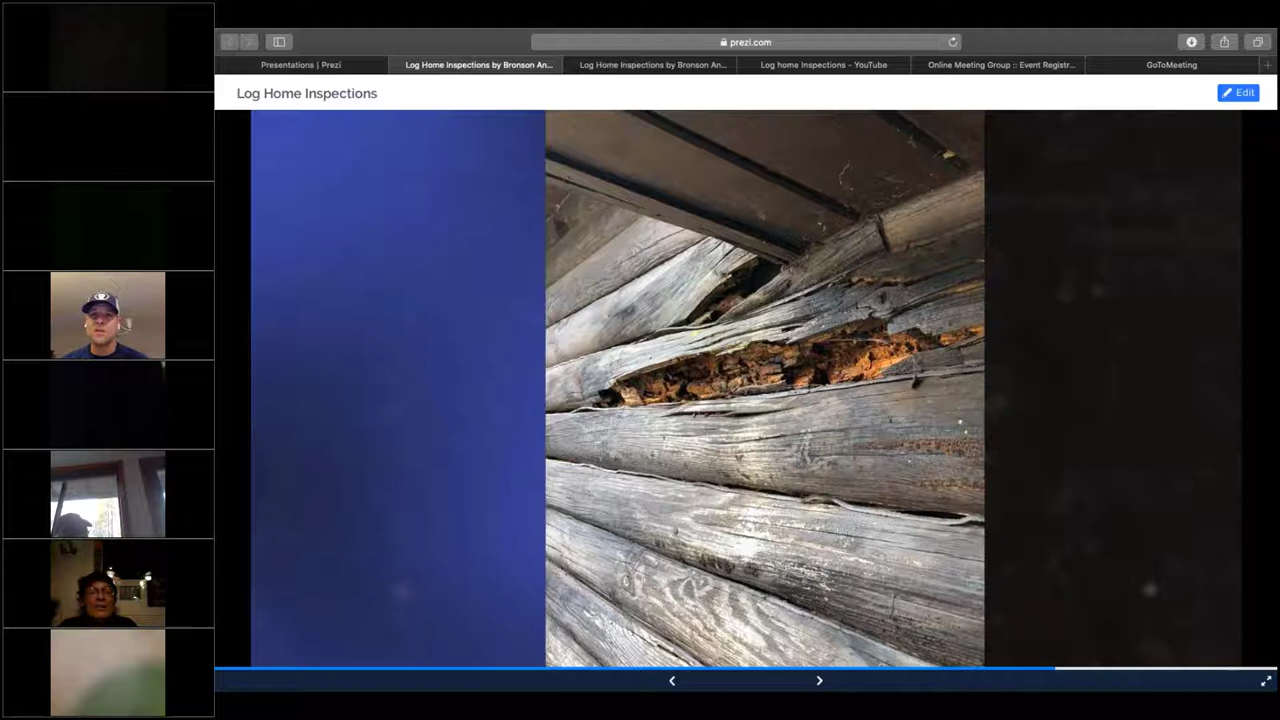 prezi.com
Presentations | Prezi
Log Home Inspections by Bronson An...
Log Home Inspections by Bronson An...
Log home Inspections - YouTube
Online Meeting Group :: Event Registr...
GoToMeeting
Log Home Inspections
Edit